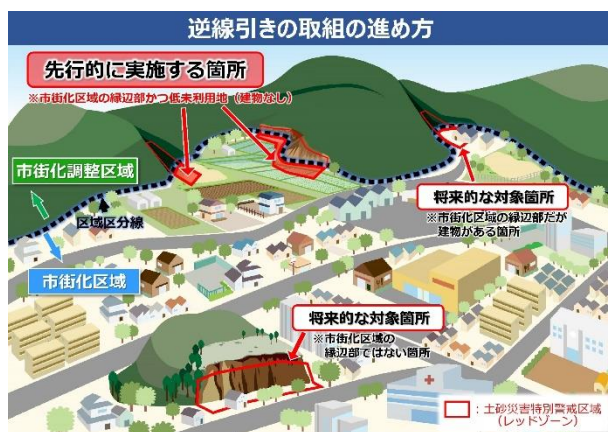 逆線引きの取組の進め方
先行的に実施する箇所
※市街化区域の縁辺部かつ低未利用地（建物なし）
市街化調整区域
区域区分線
市街化区域
将来的な対象箇所
※市街化区域の縁辺部だが
建物がある箇所
将来的な対象箇所
※市街化区域の
縁辺部ではない箇所
：土砂災害特別警戒区域
（レッドゾーン）